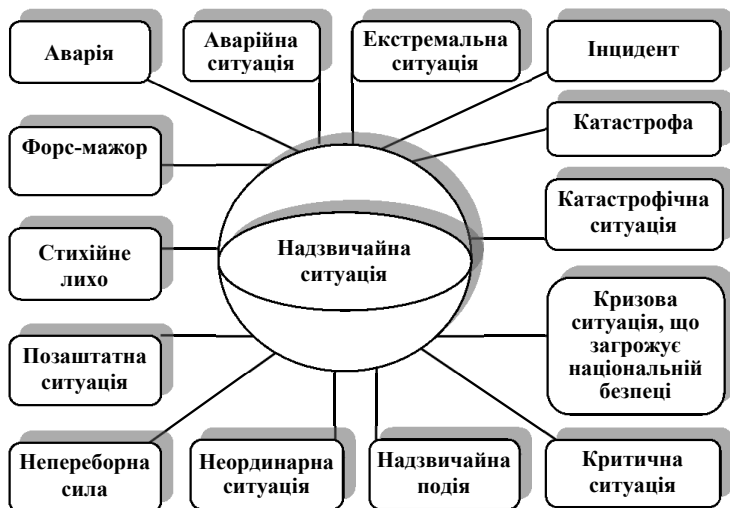 Аварія
Аварійна
ситуація
Екстремальна
ситуація
Інцидент
Форс-мажор
Катастрофа
Стихійне
лихо
Надзвичайна
ситуація
Катастрофічна
ситуація
Позаштатна
ситуація
Кризова
ситуація, що
загрожує
національній
безпеці
Непереборна
сила
Неординарна
ситуація
Надзвичайна
подія
Критична
ситуація